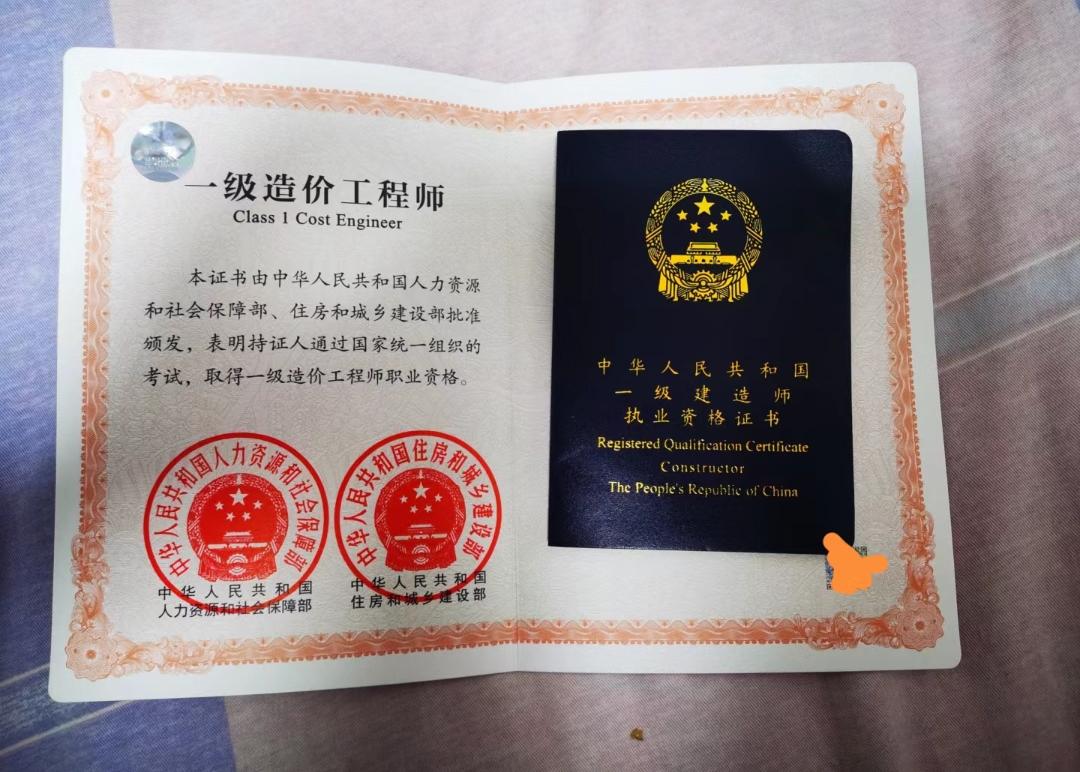 一级造价工程师
Class 1 Cost Engineer
本证书由中华人民共和国人力资源
和社会保障部、住房和城乡建设部批准
颁发，表明持证人通过国家统一组织的
考试，取得一级造价工程师职业资格。
中华人民共和国人力资源和社会保障部
中华人民共和国
人力资源和社会保障部
中华人民共和国住房和城乡建设部
中华人民共和国
住房和城乡建设部
中华人民共和国
一级建造师
执业资格证书
Registered Qualification Certificate
Constructor
The People's Republic of China